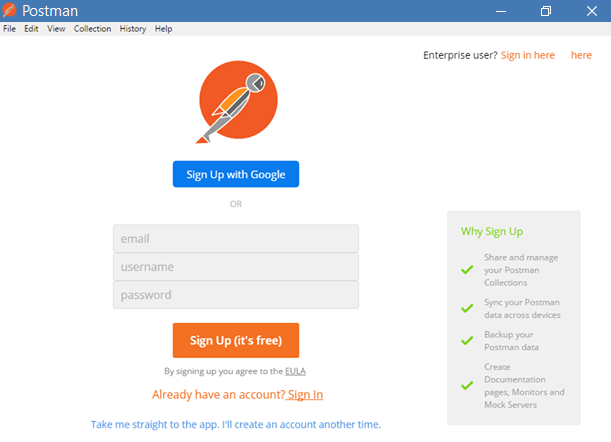 Postman
File Edit View Collection History Help
Enterprise user? Sign in here here
Sign Up with Google
OR
email
username
password
Sign Up (it's free)
By signing up you agree to the EULA
Already have an account? Sign In
Take me straight to the app. I'll create an account another time.
Why Sign Up
Share and manage
your Postman
Collections
Sync your Postman
data across devices
Backup your
Postman data
Create
Documentation
pages, Monitors and
Mock Servers